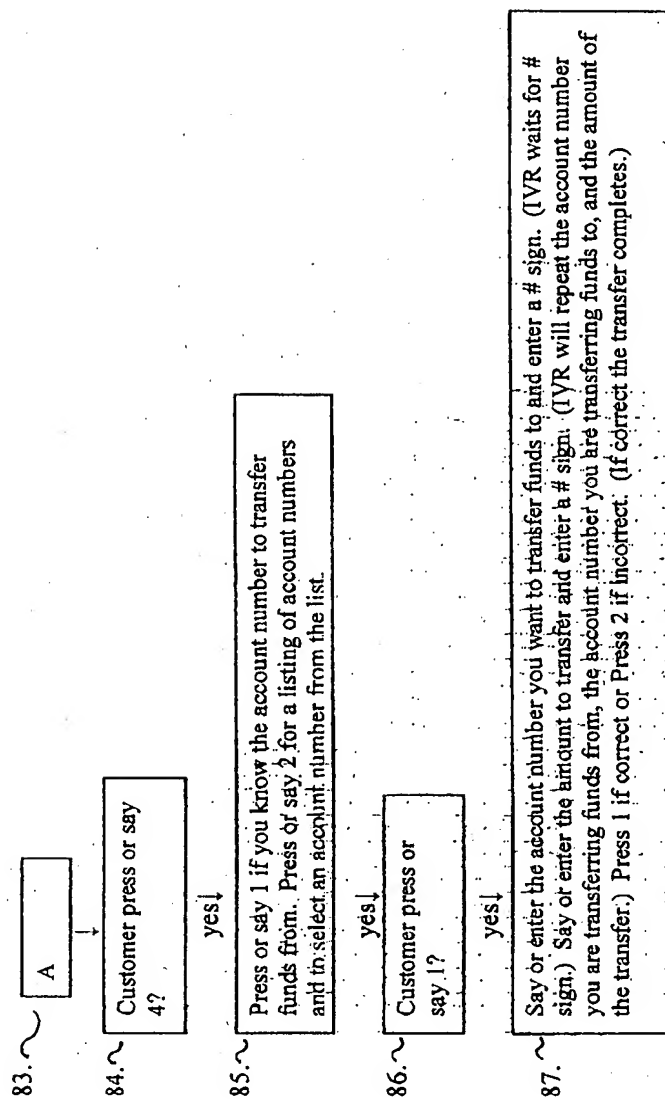 83.
A
84.
Customer press or say
4?
yes
85.
Press or say 1 if you know the account number to transfer
funds from. Press or say 2 for a listing of account numbers
and to select an account number from the list.
yes
86.
Customer press or
say 1?
yes
87.
Say or enter the account number you want to transfer funds to and enter a # sign. (IVR waits for #
sign.) Say or enter the amount to transfer and enter a # sign. (IVR will repeat the account number
you are transferring funds from, the account number you are transferring funds to, and the amount of
the transfer.) Press 1 if correct or Press 2 if incorrect. (If correct the transfer completes.)